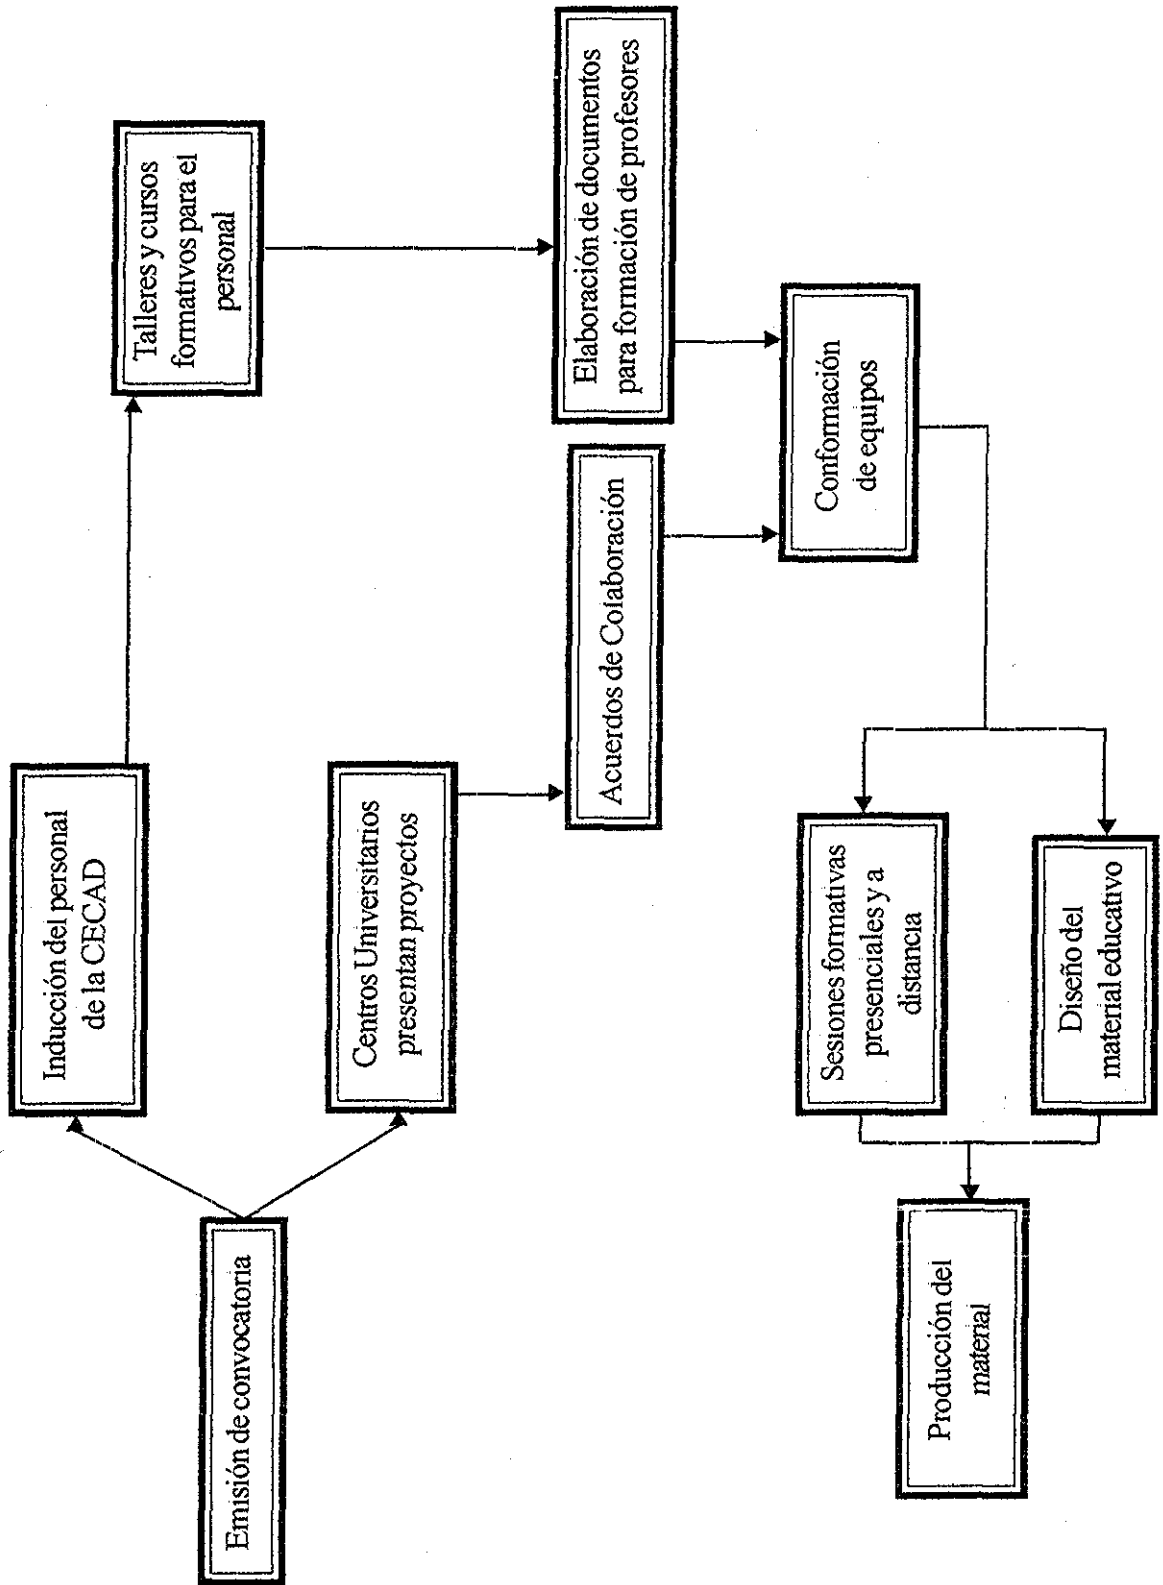 Emisión de convocatoria
Inducción del personal
de la CECAD
Centros Universitarios
presentan proyectos
Talleres y cursos
formativos para el
personal
Acuerdos de Colaboración
Elaboración de documentos
para formación de profesores
Conformación
de equipos
Sesiones formativas
presenciales y a
distancia
Diseño del
material educativo
Producción del
material